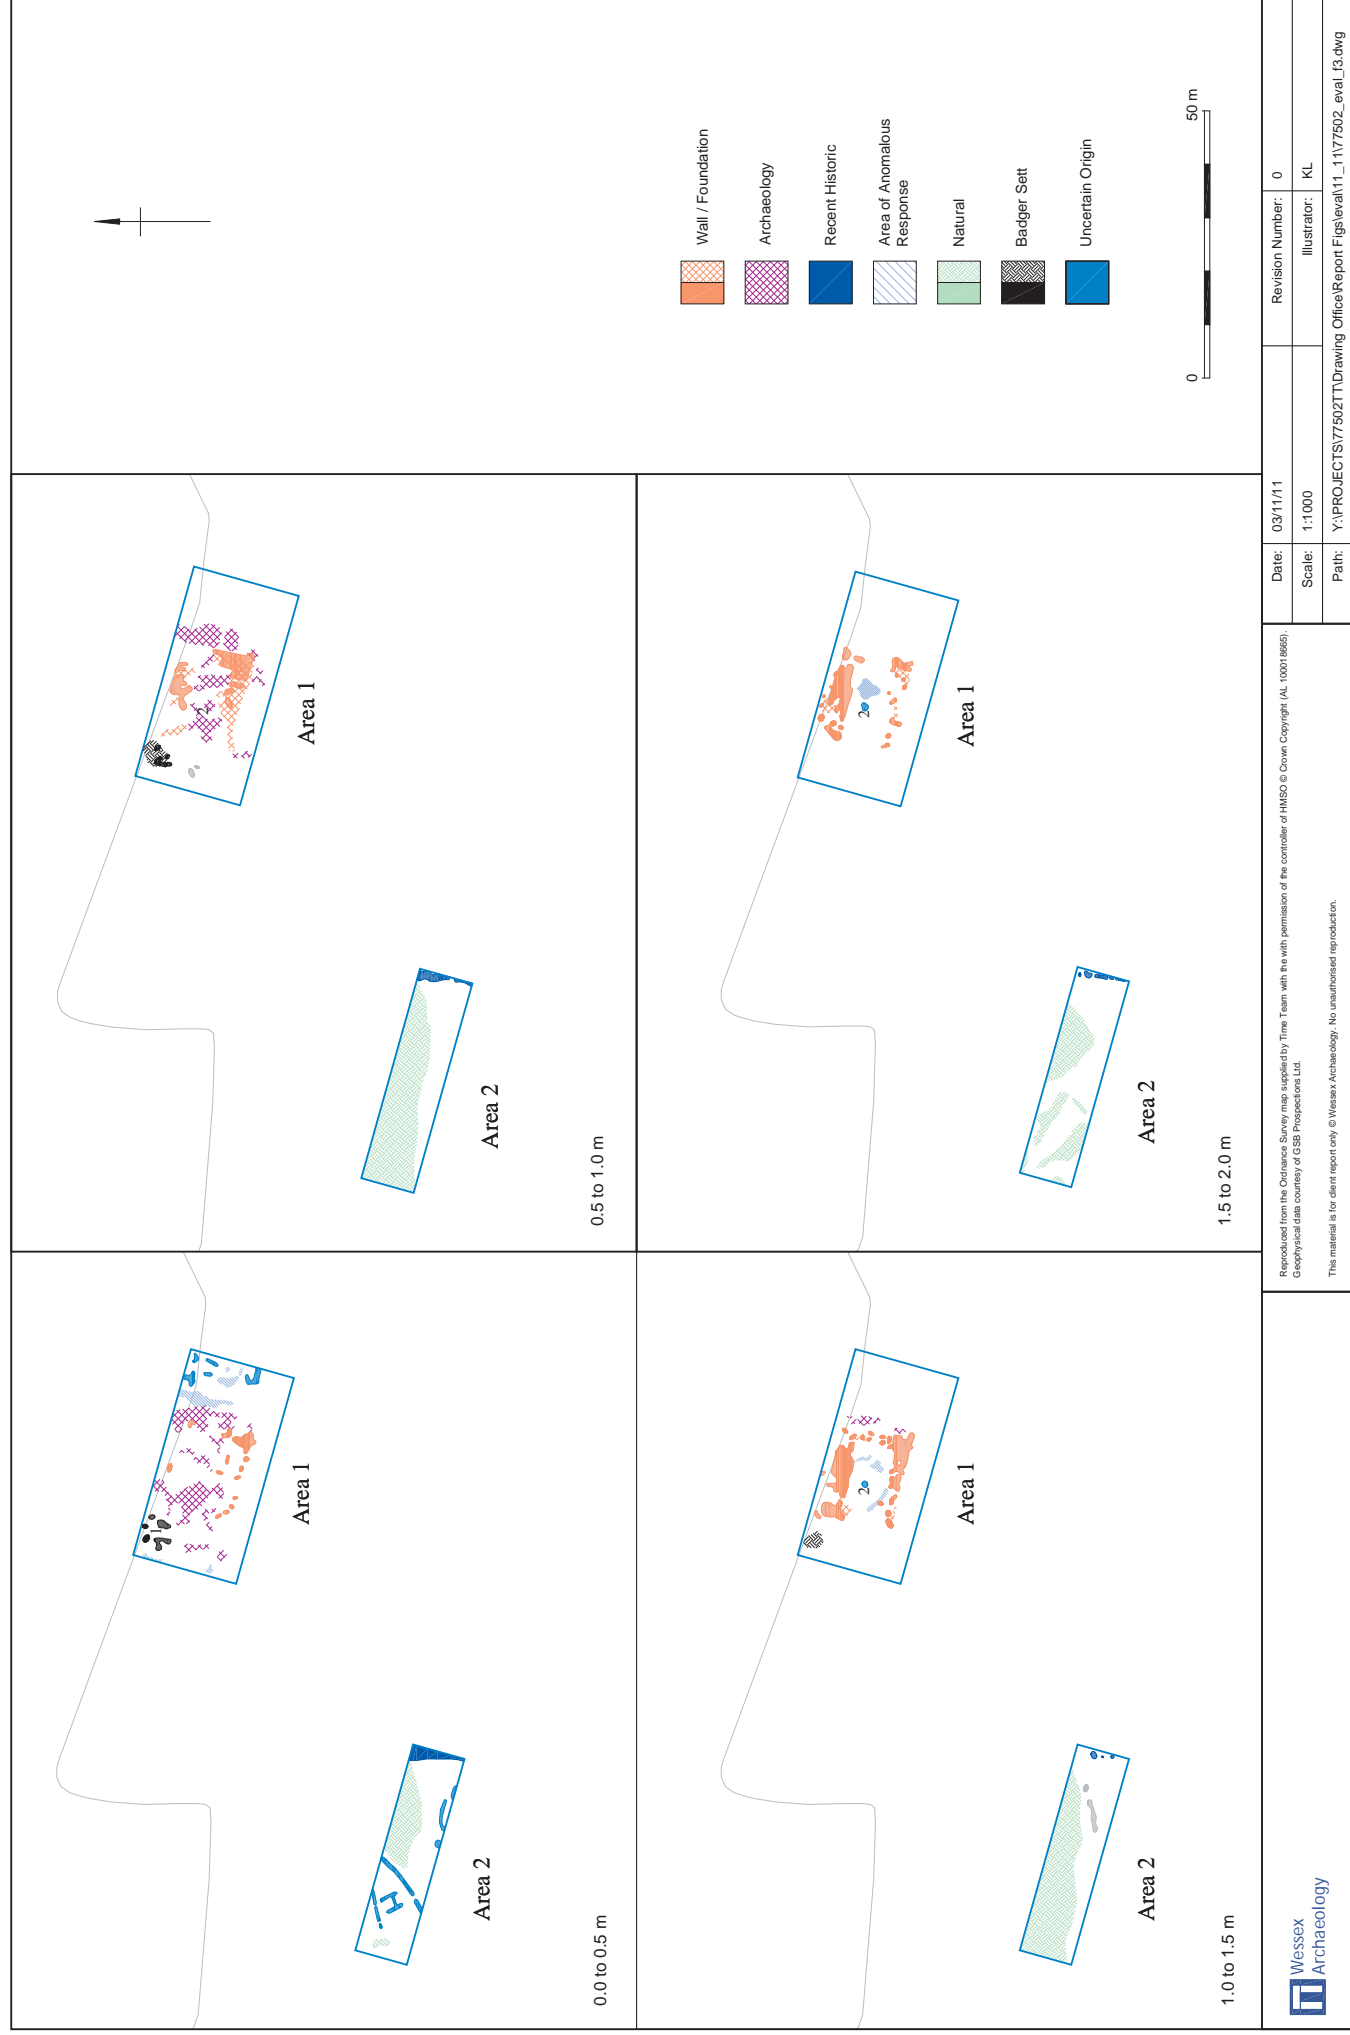 Area 1
2
Area 2
0.5 to 1.0 m
Area 1
1
Area 2
0.0 to 0.5 m
Area 1
2
Area 2
1.5 to 2.0 m
Area 1
2
Area 2
1.0 to 1.5 m
Wall / Foundation
Archaeology
Recent Historic
Area of Anomalous
Response
Natural
Badger Sett
Uncertain Origin
0
50 m
Wessex
Archaeology
Reproduced from the Ordnance Survey map supplied by Time Team with the with permission of the controller of HMSO © Crown Copyright (AL 100018665).
Geophysical data courtesy of GSB Prospections Ltd.
This material is for client report only © Wessex Archaeology. No unauthorised reproduction.
Date: 03/11/11 Revision Number: 0
Scale: 1:1000 Illustrator: KL
Path: Y:\PROJECTS\77502TT\Drawing Office\Report Figs\eval\11_11\77502_eval_f3.dwg